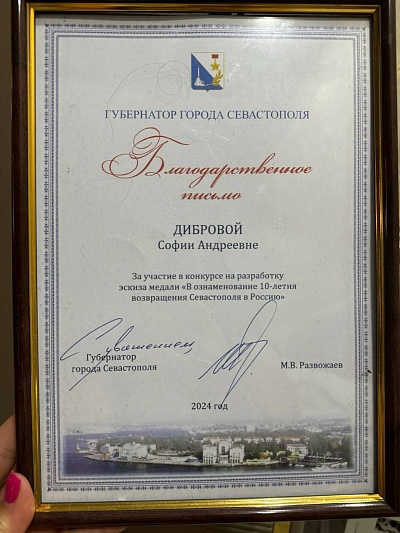 ГУБЕРНАТОР ГОРОДА СЕВАСТОПОЛЯ
Благодарственное
письмо
ДИБРОВОЙ
Софии Андреевне
За участие в конкурсе на разработку
эскиза медали «В ознаменование 10-летия
возвращения Севастополя в Россию»
С уважением,
Губернатор
города Севастополя
М.В. Развожаев
2024 год